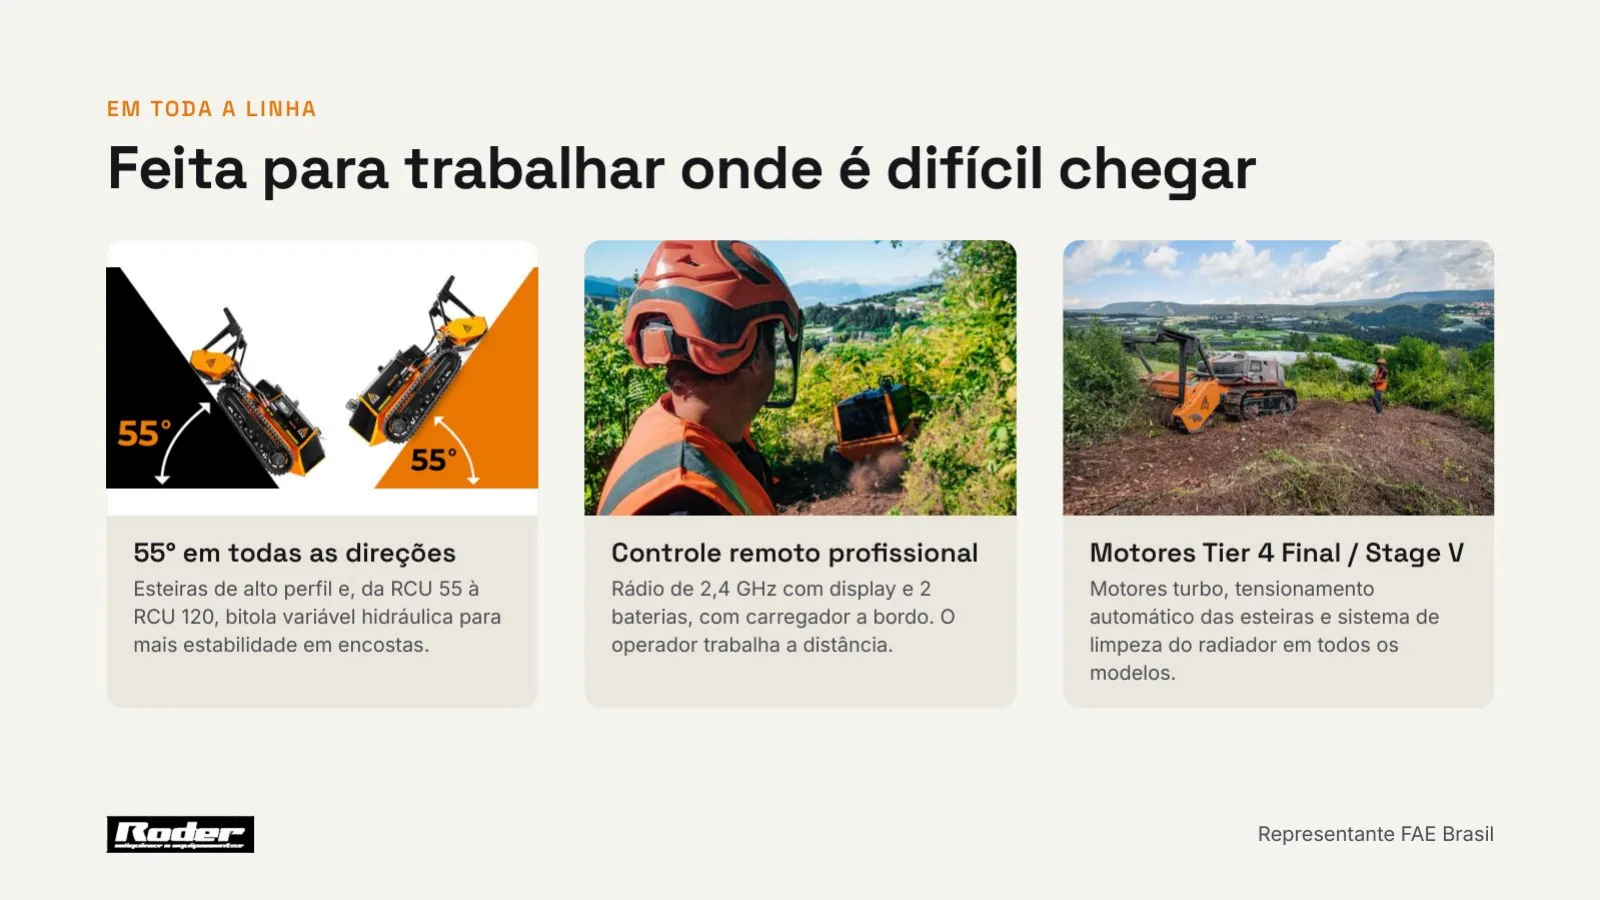 EM TODA A LINHA
Feita para trabalhar onde é difícil chegar
55°
55°
55° em todas as direções
Esteiras de alto perfil e, da RCU 55 à
RCU 120, bitola variável hidráulica para
mais estabilidade em encostas.
Controle remoto profissional
Rádio de 2,4 GHz com display e 2
baterias, com carregador a bordo. O
operador trabalha a distância.
Motores Tier 4 Final / Stage V
Motores turbo, tensionamento
automático das esteiras e sistema de
limpeza do radiador em todos os
modelos.
Roder
máquinas e equipamentos
Representante FAE Brasil